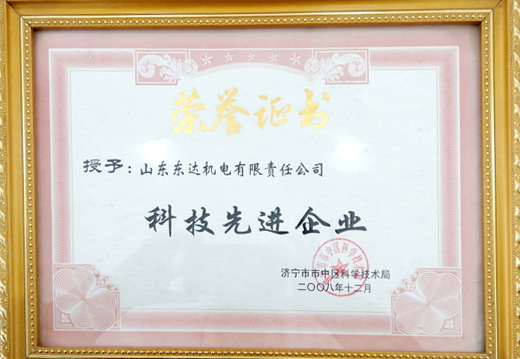 荣誉证书
授予：山东东达机电有限责任公司
科技先进企业
济宁市市中区科学技术局
二〇〇八年十二月